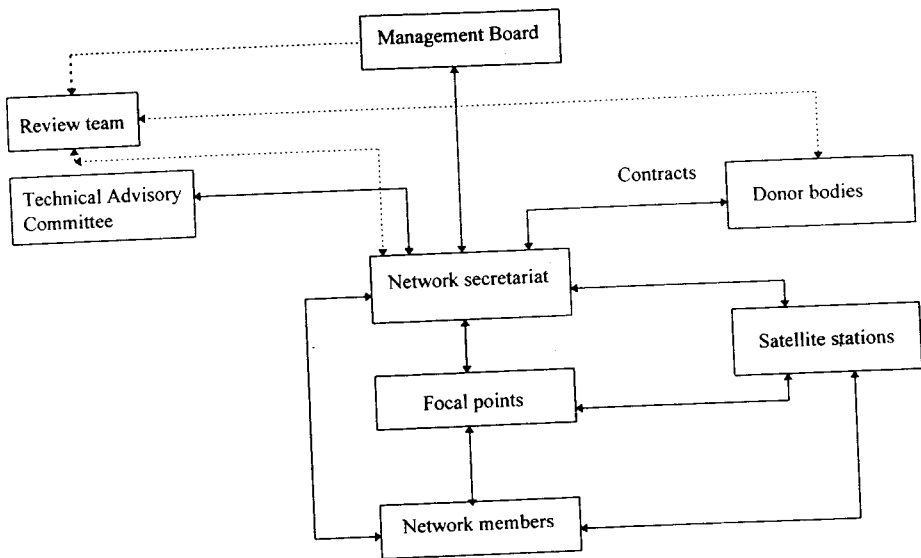 Management Board
Review team
Technical Advisory
Committee
Contracts
Donor bodies
Network secretariat
Satellite stations
Focal points
Network members